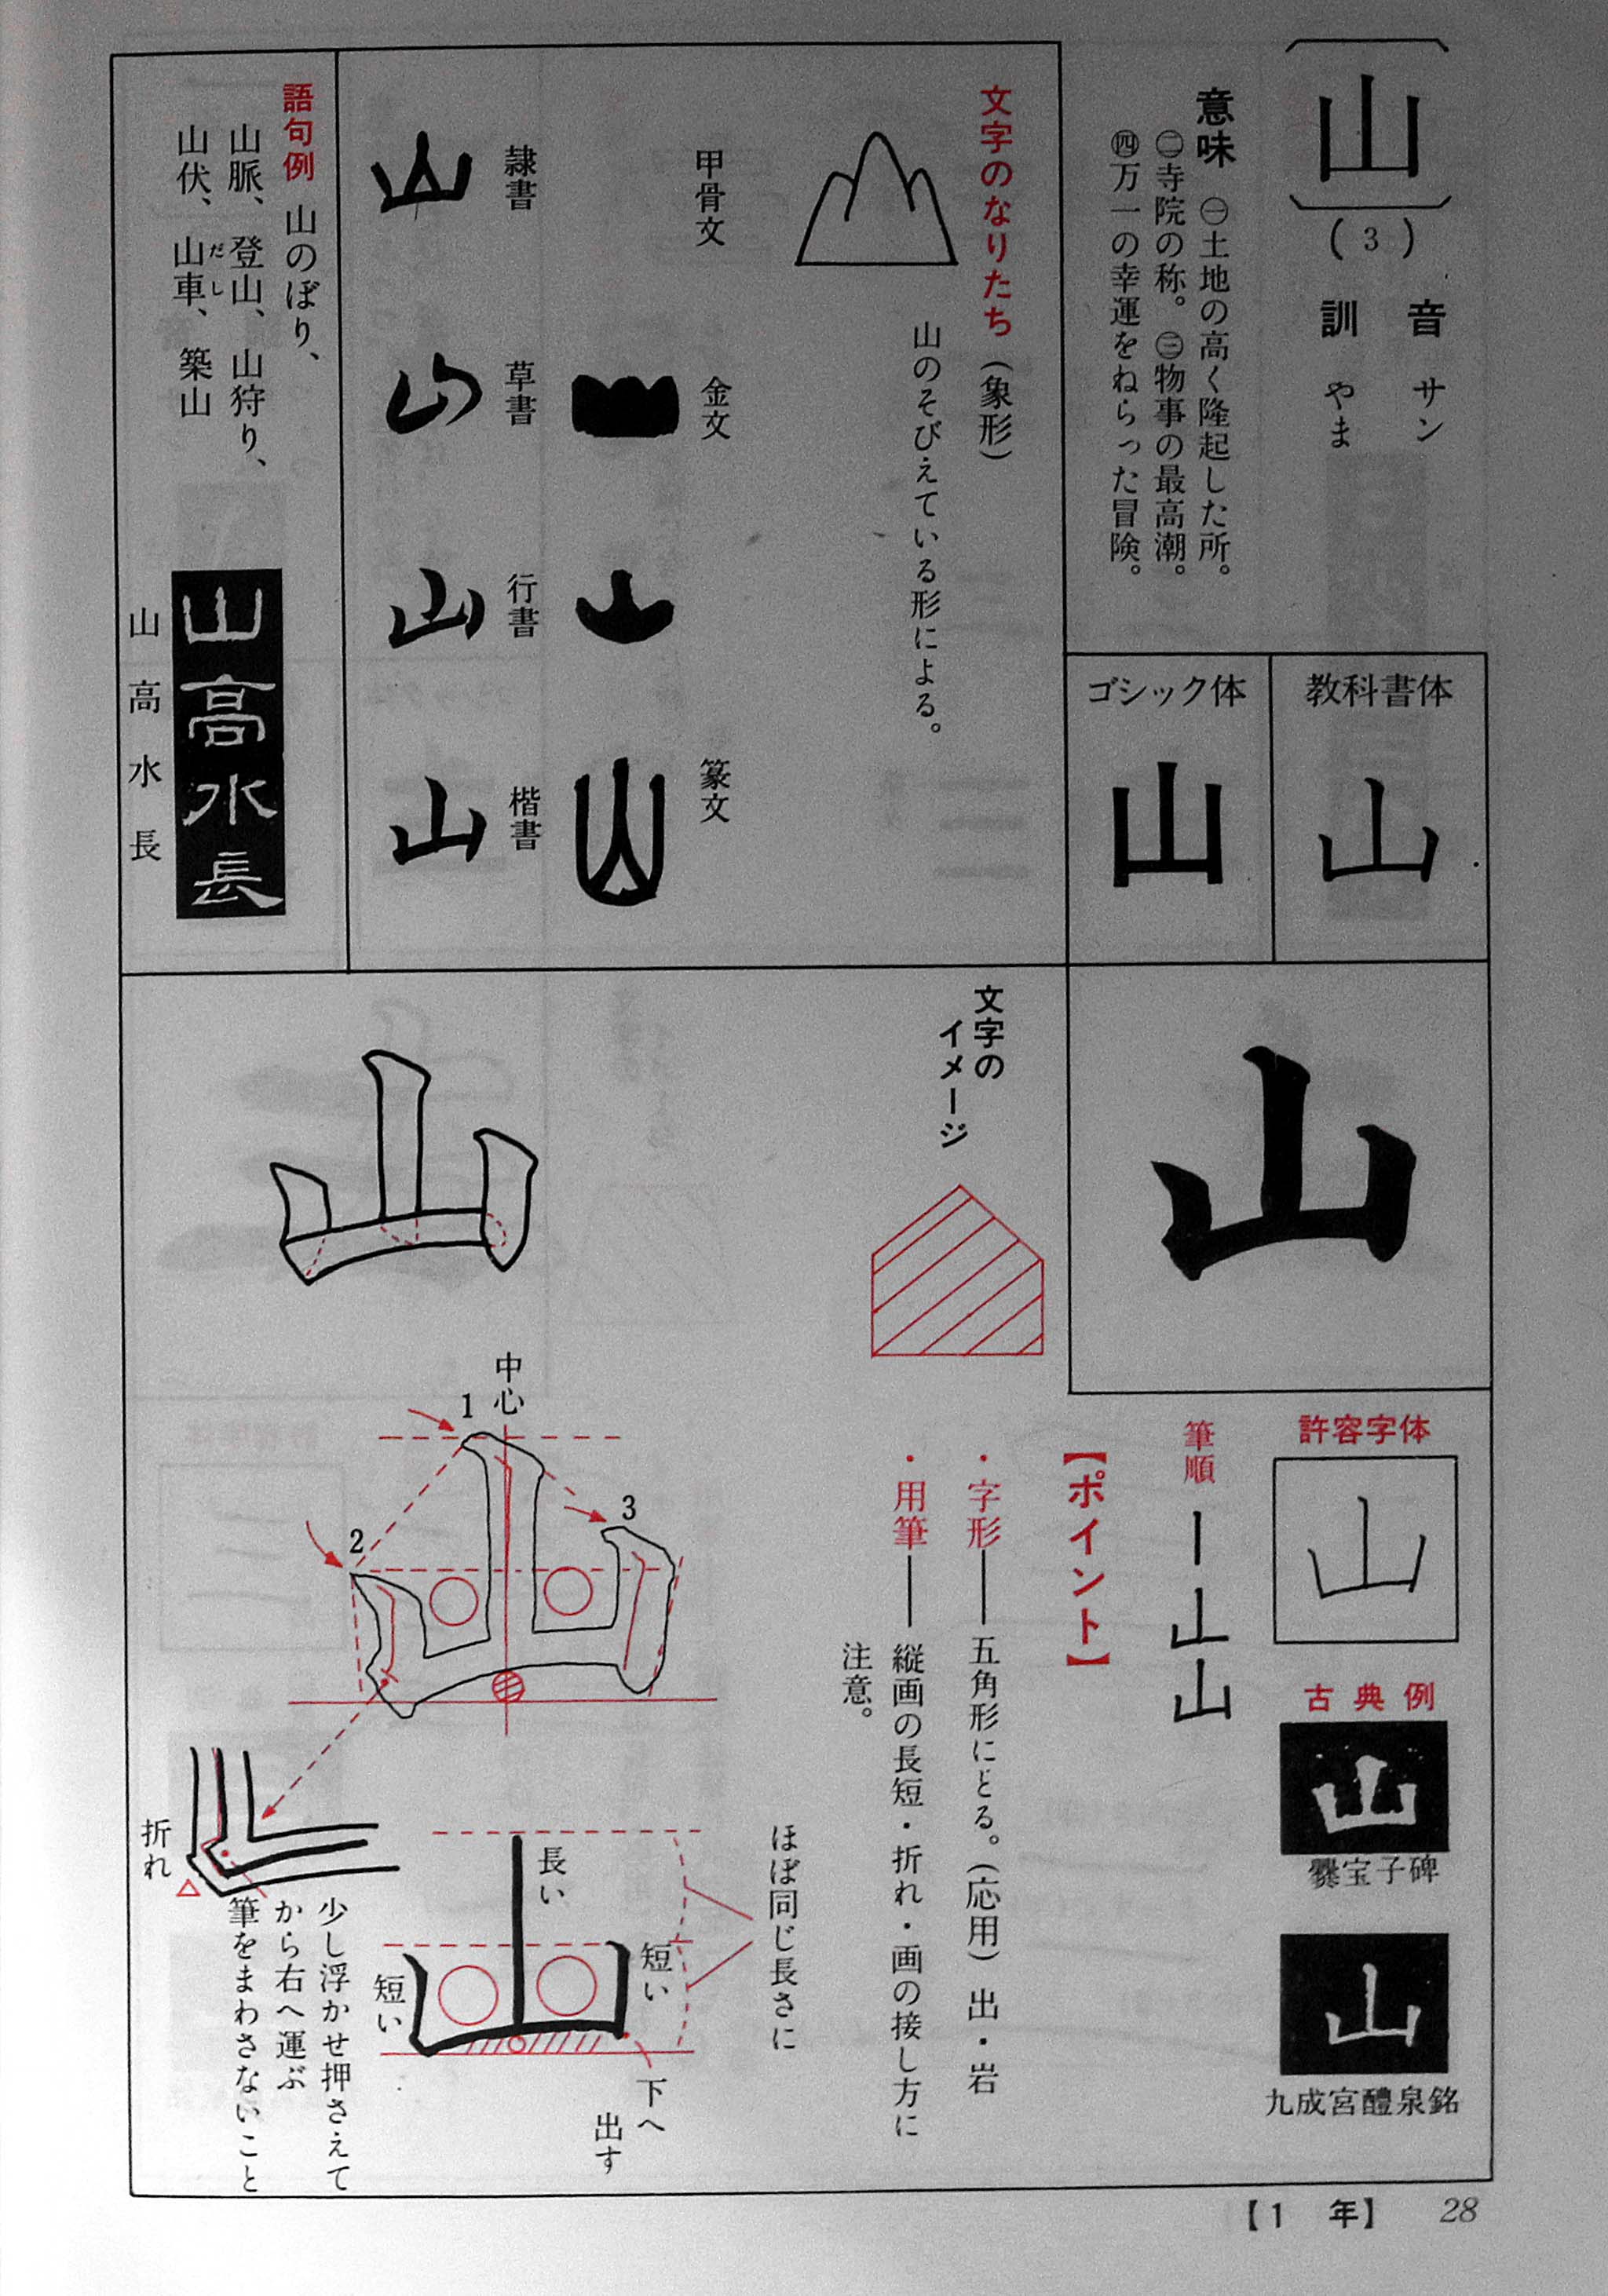 山
(3)
音 サン
訓 やま
意味 ㊀土地の高く隆起した所。
㊁寺院の称。㊂物事の最高潮。
㊃万一の幸運をねらった冒険。
教科書体
山
ゴシック体
山
文字のなりたち（象形）
山のそびえている形による。
甲骨文
金文
篆文
隷書
山
草書
山
行書
山
楷書
山
語句例 山のぼり、
山脈、登山、山狩り、
山伏、山車、築山
だし
山高水長
山高水長
山
文字の
イメージ
許容字体
山
古典例
山
爨宝子碑
山
九成宮醴泉銘
筆順
山
【ポイント】
・字形──五角形にとる。（応用）出・岩
・用筆──縦画の長短・折れ・画の接し方に
注意。
中心
1
2
3
ほぼ同じ長さに
長い
短い
短い
下へ
出す
折れ
少し浮かせ押さえて
から右へ運ぶ
筆をまわさないこと
【1 年】 28